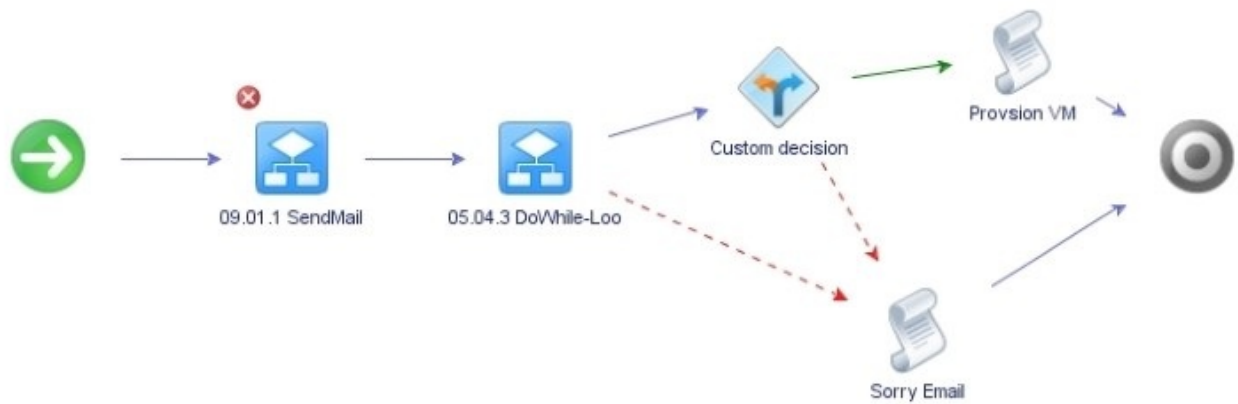 Provsion VM
Custom decision
09.01.1 SendMail
05.04.3 DoWhile-Loo
Sorry Email